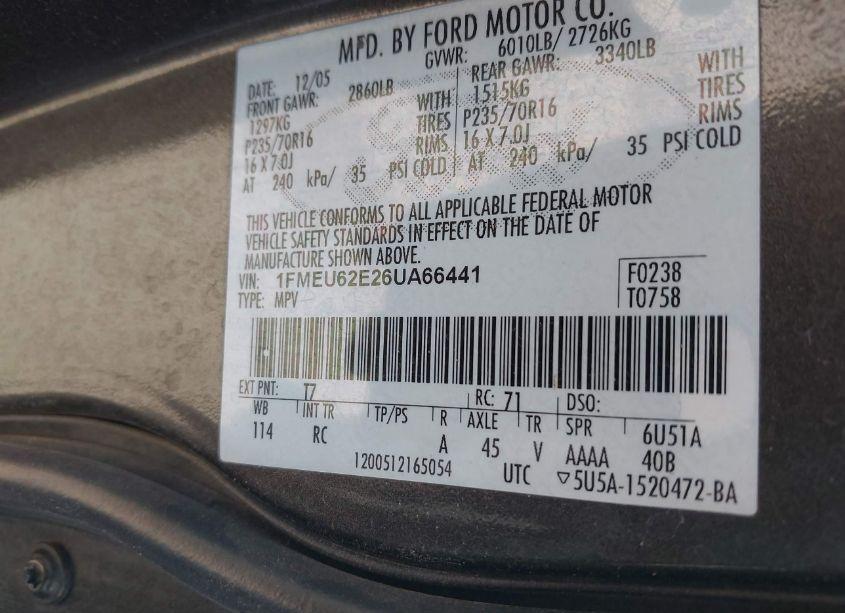 MFD. BY FORD MOTOR CO.
DATE: 12/05 GVWR: 6010LB/ 2726KG
FRONT GAWR: 2860LB REAR GAWR: 3340LB
1297KG WITH 1515KG WITH
P235/70R16 TIRES P235/70R16 TIRES
16 X 7.0J RIMS 16 X 7.0J RIMS
AT 240 kPa/ 35 PSI COLD AT 240 kPa/ 35 PSI COLD
THIS VEHICLE CONFORMS TO ALL APPLICABLE FEDERAL MOTOR
VEHICLE SAFETY STANDARDS IN EFFECT ON THE DATE OF
MANUFACTURE SHOWN ABOVE.
VIN: 1FMEU62E26UA66441 F0238
TYPE: MPV T0758
EXT PNT: T7 RC: 71 DSO:
WB INT TR TP/PS R AXLE TR SPR 6U51A
114 RC A 45 V AAAA 40B
1200512165054 UTC ▽5U5A-1520472-BA